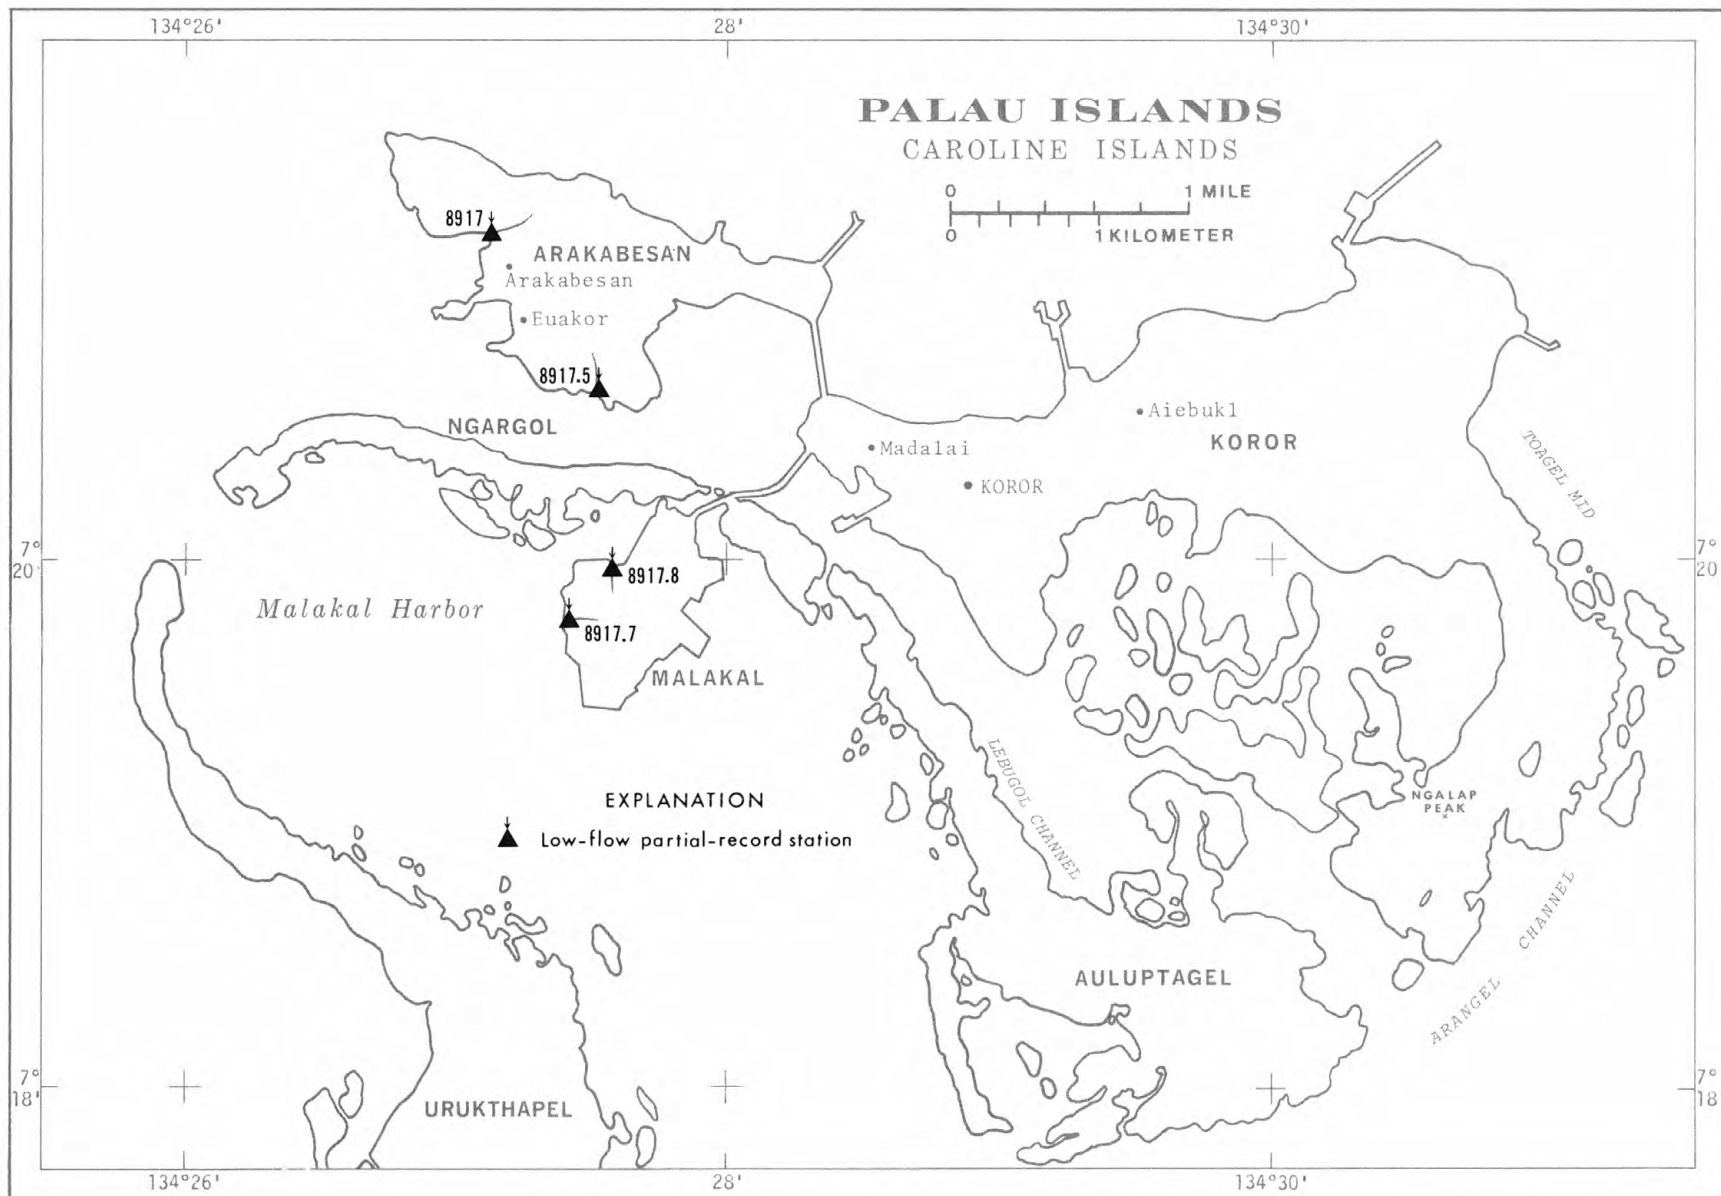 134°26' 28' 134°30'
PALAU ISLANDS
CAROLINE ISLANDS
0 1 MILE
0 1 KILOMETER
8917
ARAKABESAN
Arakabesan
Euakor
8917.5
NGARGOL
Aiebukl
KOROR
Madalai
KOROR
TOAGEL MID
7° 7°
20' 20
8917.8
Malakal Harbor
8917.7
MALAKAL
LEBUGOL CHANNEL
EXPLANATION
Low-flow partial-record station
NGALAP
PEAK
ARANGEL CHANNEL
AULUPTAGEL
7° 7°
18' 18
URUKTHAPEL
134°26' 28' 134°30'